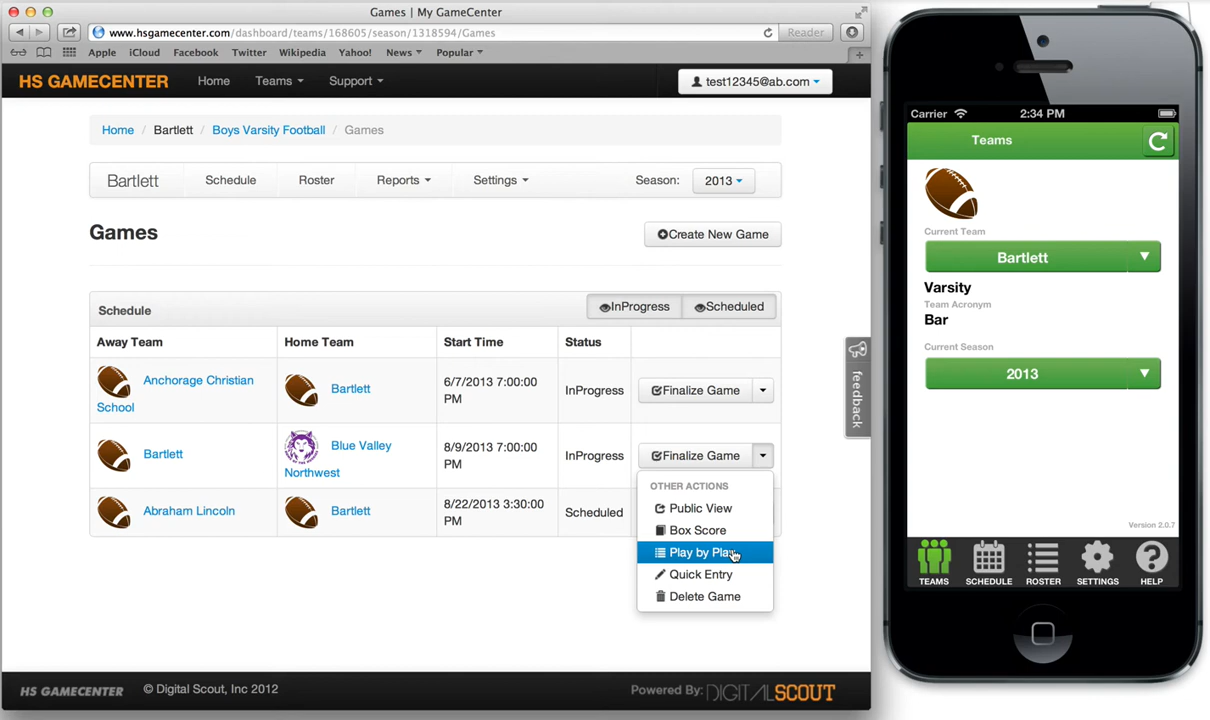 Games | My GameCenter
www.hsgamecenter.com/dashboard/teams/168605/season/1318594/Games
Reader
Apple iCloud Facebook Twitter Wikipedia Yahoo! News Popular
HS GAMECENTER Home Teams Support test12345@ab.com
Home / Bartlett / Boys Varsity Football / Games
Bartlett Schedule Roster Reports Settings Season: 2013
Games
Create New Game
Schedule InProgress Scheduled
Away Team Home Team Start Time Status
Anchorage Christian School Bartlett 6/7/2013 7:00:00 PM InProgress Finalize Game
Bartlett Blue Valley Northwest 8/9/2013 7:00:00 PM InProgress Finalize Game
Abraham Lincoln Bartlett 8/22/2013 3:30:00 PM Scheduled
OTHER ACTIONS
Public View
Box Score
Play by Play
Quick Entry
Delete Game
feedback
HS GAMECENTER © Digital Scout, Inc 2012 Powered By: DIGITALSCOUT
Carrier 2:34 PM
Teams
Current Team
Bartlett
Varsity
Team Acronym
Bar
Current Season
2013
Version 2.0.7
TEAMS SCHEDULE ROSTER SETTINGS HELP